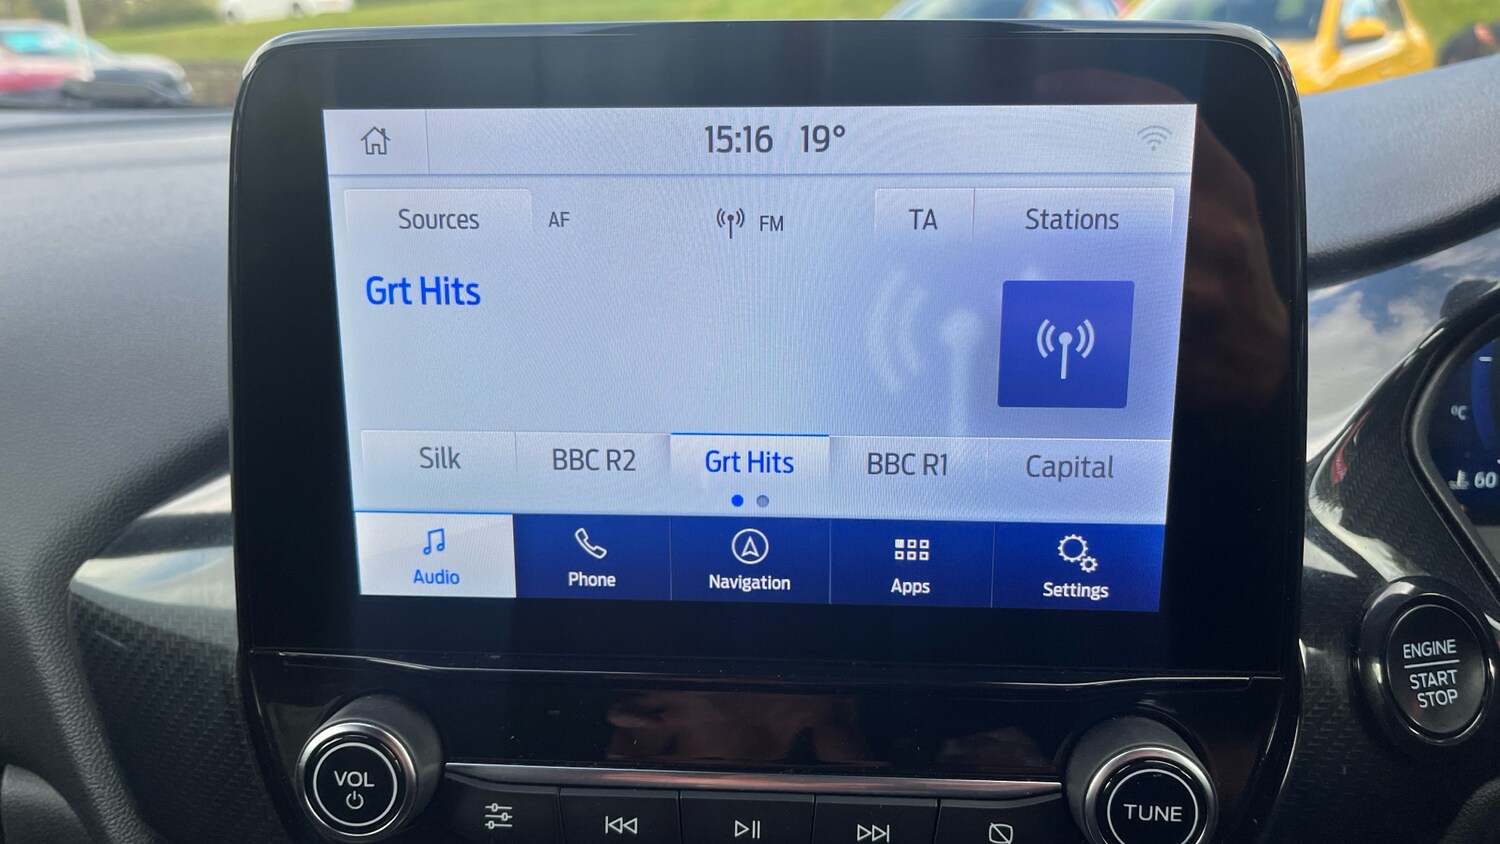 15:16 19°
Sources AF FM TA Stations
Grt Hits
Silk BBC R2 Grt Hits BBC R1 Capital
Audio Phone Navigation Apps Settings
°C
60
ENGINE
START
STOP
VOL
TUNE